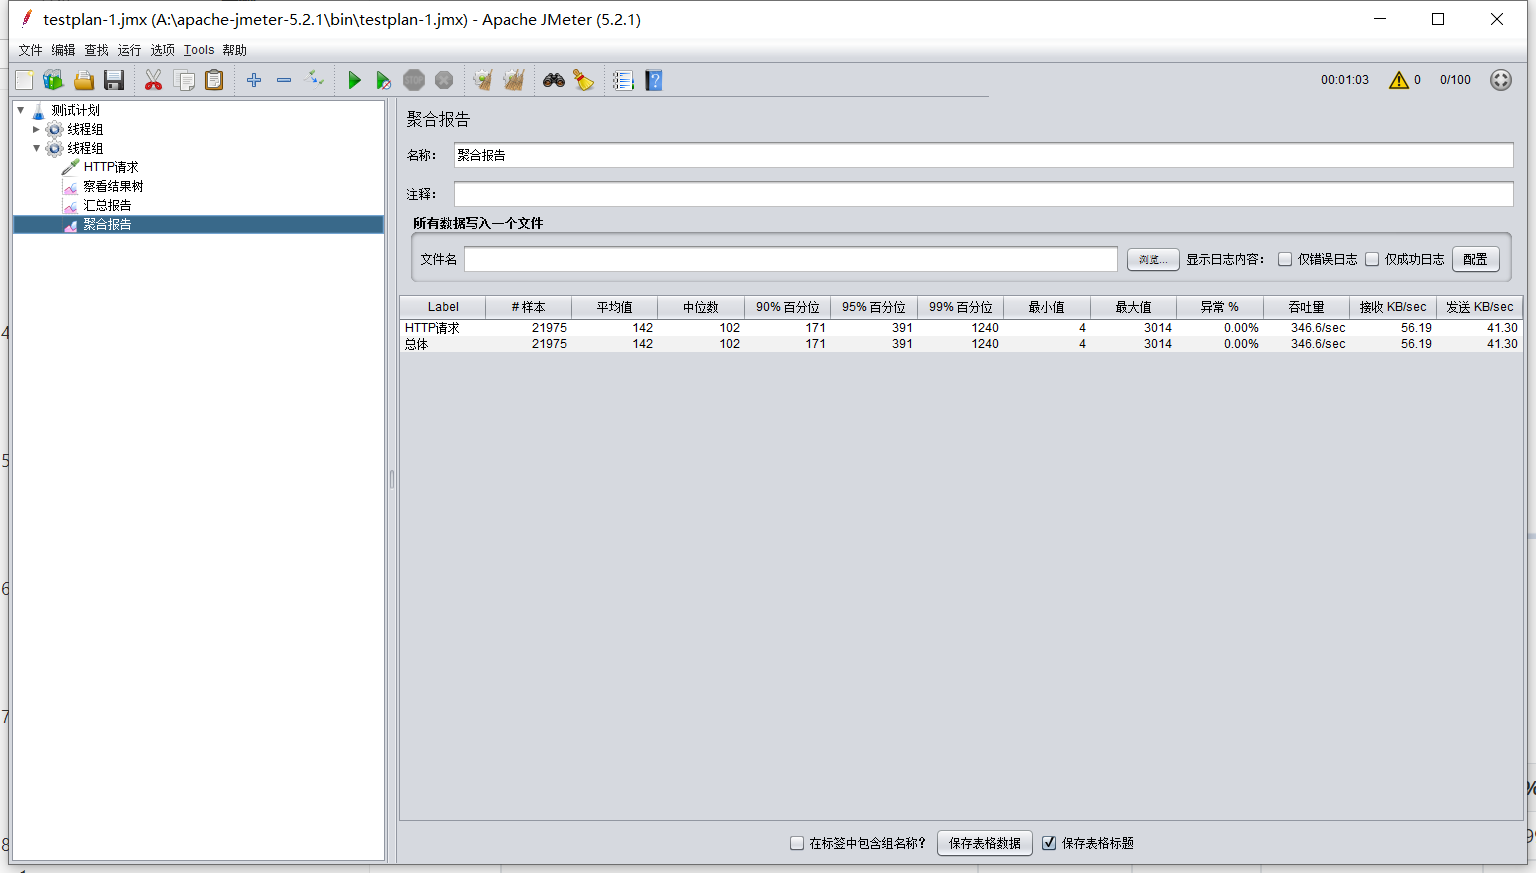 testplan-1.jmx (A:\apache-jmeter-5.2.1\bin\testplan-1.jmx) - Apache JMeter (5.2.1)
文件 编辑 查找 运行 选项 Tools 帮助
00:01:03 0 0/100
测试计划
线程组
线程组
HTTP请求
察看结果树
汇总报告
聚合报告
聚合报告
名称： 聚合报告
注释：
所有数据写入一个文件
文件名 浏览... 显示日志内容： 仅错误日志 仅成功日志 配置
Label # 样本 平均值 中位数 90% 百分位 95% 百分位 99% 百分位 最小值 最大值 异常 % 吞吐量 接收 KB/sec 发送 KB/sec
HTTP请求 21975 142 102 171 391 1240 4 3014 0.00% 346.6/sec 56.19 41.30
总体 21975 142 102 171 391 1240 4 3014 0.00% 346.6/sec 56.19 41.30
在标签中包含组名称？ 保存表格数据 保存表格标题
4
5
6
7
8